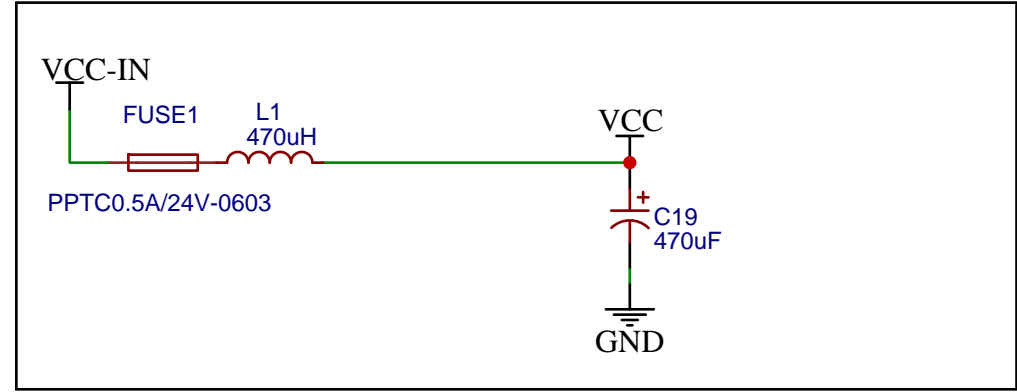 VCC-IN
FUSE1
L1
470uH
VCC
PPTC0.5A/24V-0603
+
C19
470uF
GND